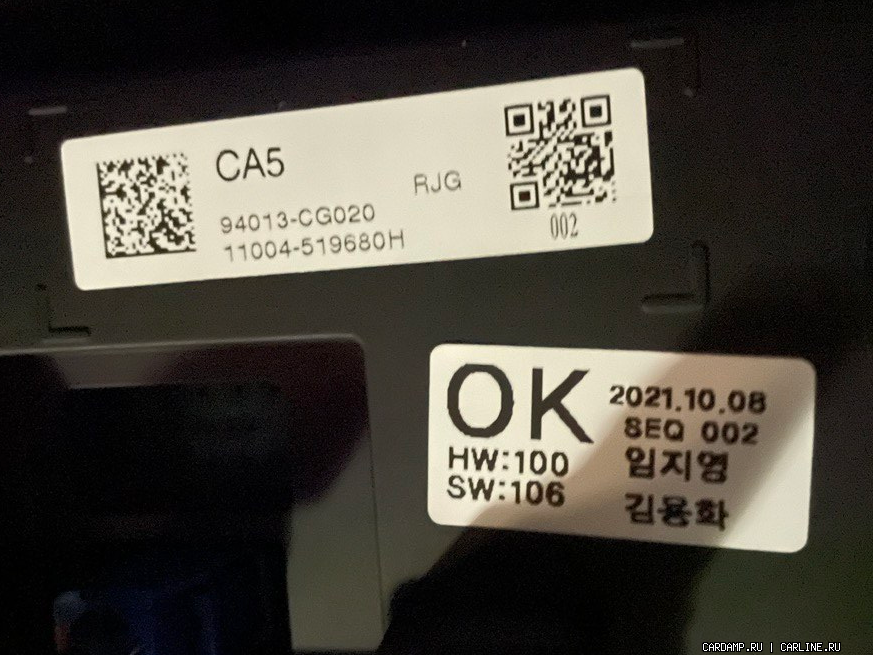 CA5
RJG
94013-CG020
11004-519680H
002
OK
2021.10.08
SEQ 002
HW:100
임지영
SW:106
김용화
CARDAMP.RU | CARLINE.RU